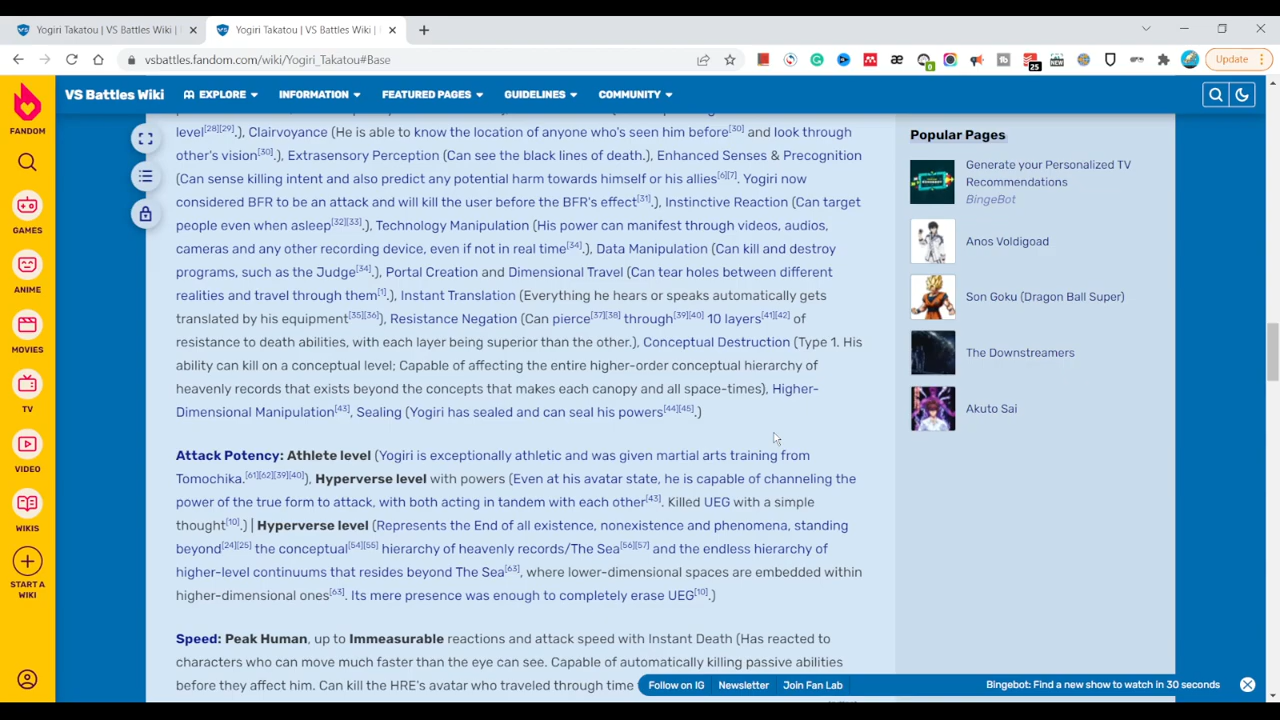 Yogiri Takatou | VS Battles Wiki |
Yogiri Takatou | VS Battles Wiki |
vsbattles.fandom.com/wiki/Yogiri_Takatou#Base
Update
FANDOM
GAMES
ANIME
MOVIES
TV
VIDEO
WIKIS
START A
WIKI
VS Battles Wiki
EXPLORE
INFORMATION
FEATURED PAGES
GUIDELINES
COMMUNITY
level[28][29].), Clairvoyance (He is able to know the location of anyone who's seen him before[30] and look through
other's vision[30].), Extrasensory Perception (Can see the black lines of death.), Enhanced Senses & Precognition
(Can sense killing intent and also predict any potential harm towards himself or his allies[6][7]. Yogiri now
considered BFR to be an attack and will kill the user before the BFR's effect[31].), Instinctive Reaction (Can target
people even when asleep[32][33].), Technology Manipulation (His power can manifest through videos, audios,
cameras and any other recording device, even if not in real time[34].), Data Manipulation (Can kill and destroy
programs, such as the Judge[34].), Portal Creation and Dimensional Travel (Can tear holes between different
realities and travel through them[1].), Instant Translation (Everything he hears or speaks automatically gets
translated by his equipment[35][36]), Resistance Negation (Can pierce[37][38] through[39][40] 10 layers[41][42] of
resistance to death abilities, with each layer being superior than the other.), Conceptual Destruction (Type 1. His
ability can kill on a conceptual level; Capable of affecting the entire higher-order conceptual hierarchy of
heavenly records that exists beyond the concepts that makes each canopy and all space-times), Higher-
Dimensional Manipulation[43], Sealing (Yogiri has sealed and can seal his powers[44][45].)
Attack Potency: Athlete level (Yogiri is exceptionally athletic and was given martial arts training from
Tomochika.[61][62][39][40]), Hyperverse level with powers (Even at his avatar state, he is capable of channeling the
power of the true form to attack, with both acting in tandem with each other[43]. Killed UEG with a simple
thought[10].) | Hyperverse level (Represents the End of all existence, nonexistence and phenomena, standing
beyond[24][25] the conceptual[54][55] hierarchy of heavenly records/The Sea[56][57] and the endless hierarchy of
higher-level continuums that resides beyond The Sea[63], where lower-dimensional spaces are embedded within
higher-dimensional ones[63]. Its mere presence was enough to completely erase UEG[10].)
Speed: Peak Human, up to Immeasurable reactions and attack speed with Instant Death (Has reacted to
characters who can move much faster than the eye can see. Capable of automatically killing passive abilities
before they affect him. Can kill the HRE's avatar who traveled through time
Popular Pages
Generate your Personalized TV
Recommendations
BingeBot
Anos Voldigoad
Son Goku (Dragon Ball Super)
The Downstreamers
Akuto Sai
Follow on IG
Newsletter
Join Fan Lab
Bingebot: Find a new show to watch in 30 seconds